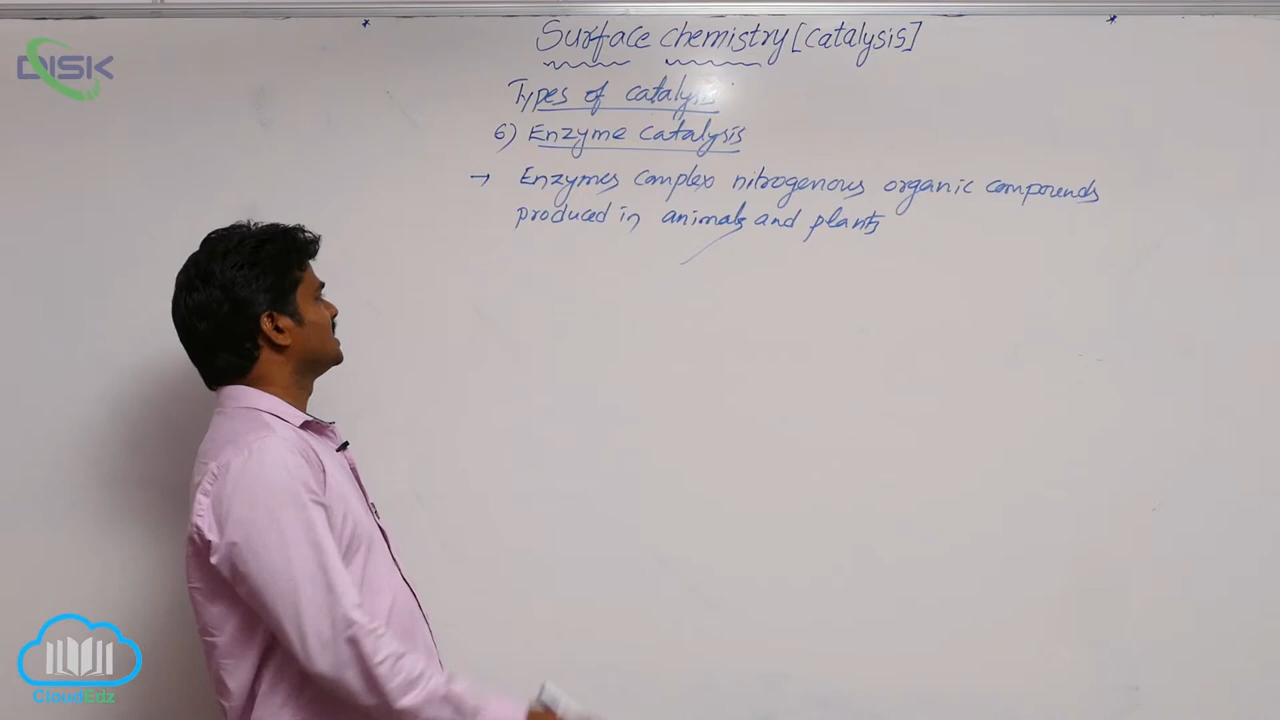 DISK
Surface chemistry [catalysis]
Types of catalysis
6) Enzyme catalysis
→ Enzymes complex nitrogenous organic compounds
produced in animals and plants
CloudEdz